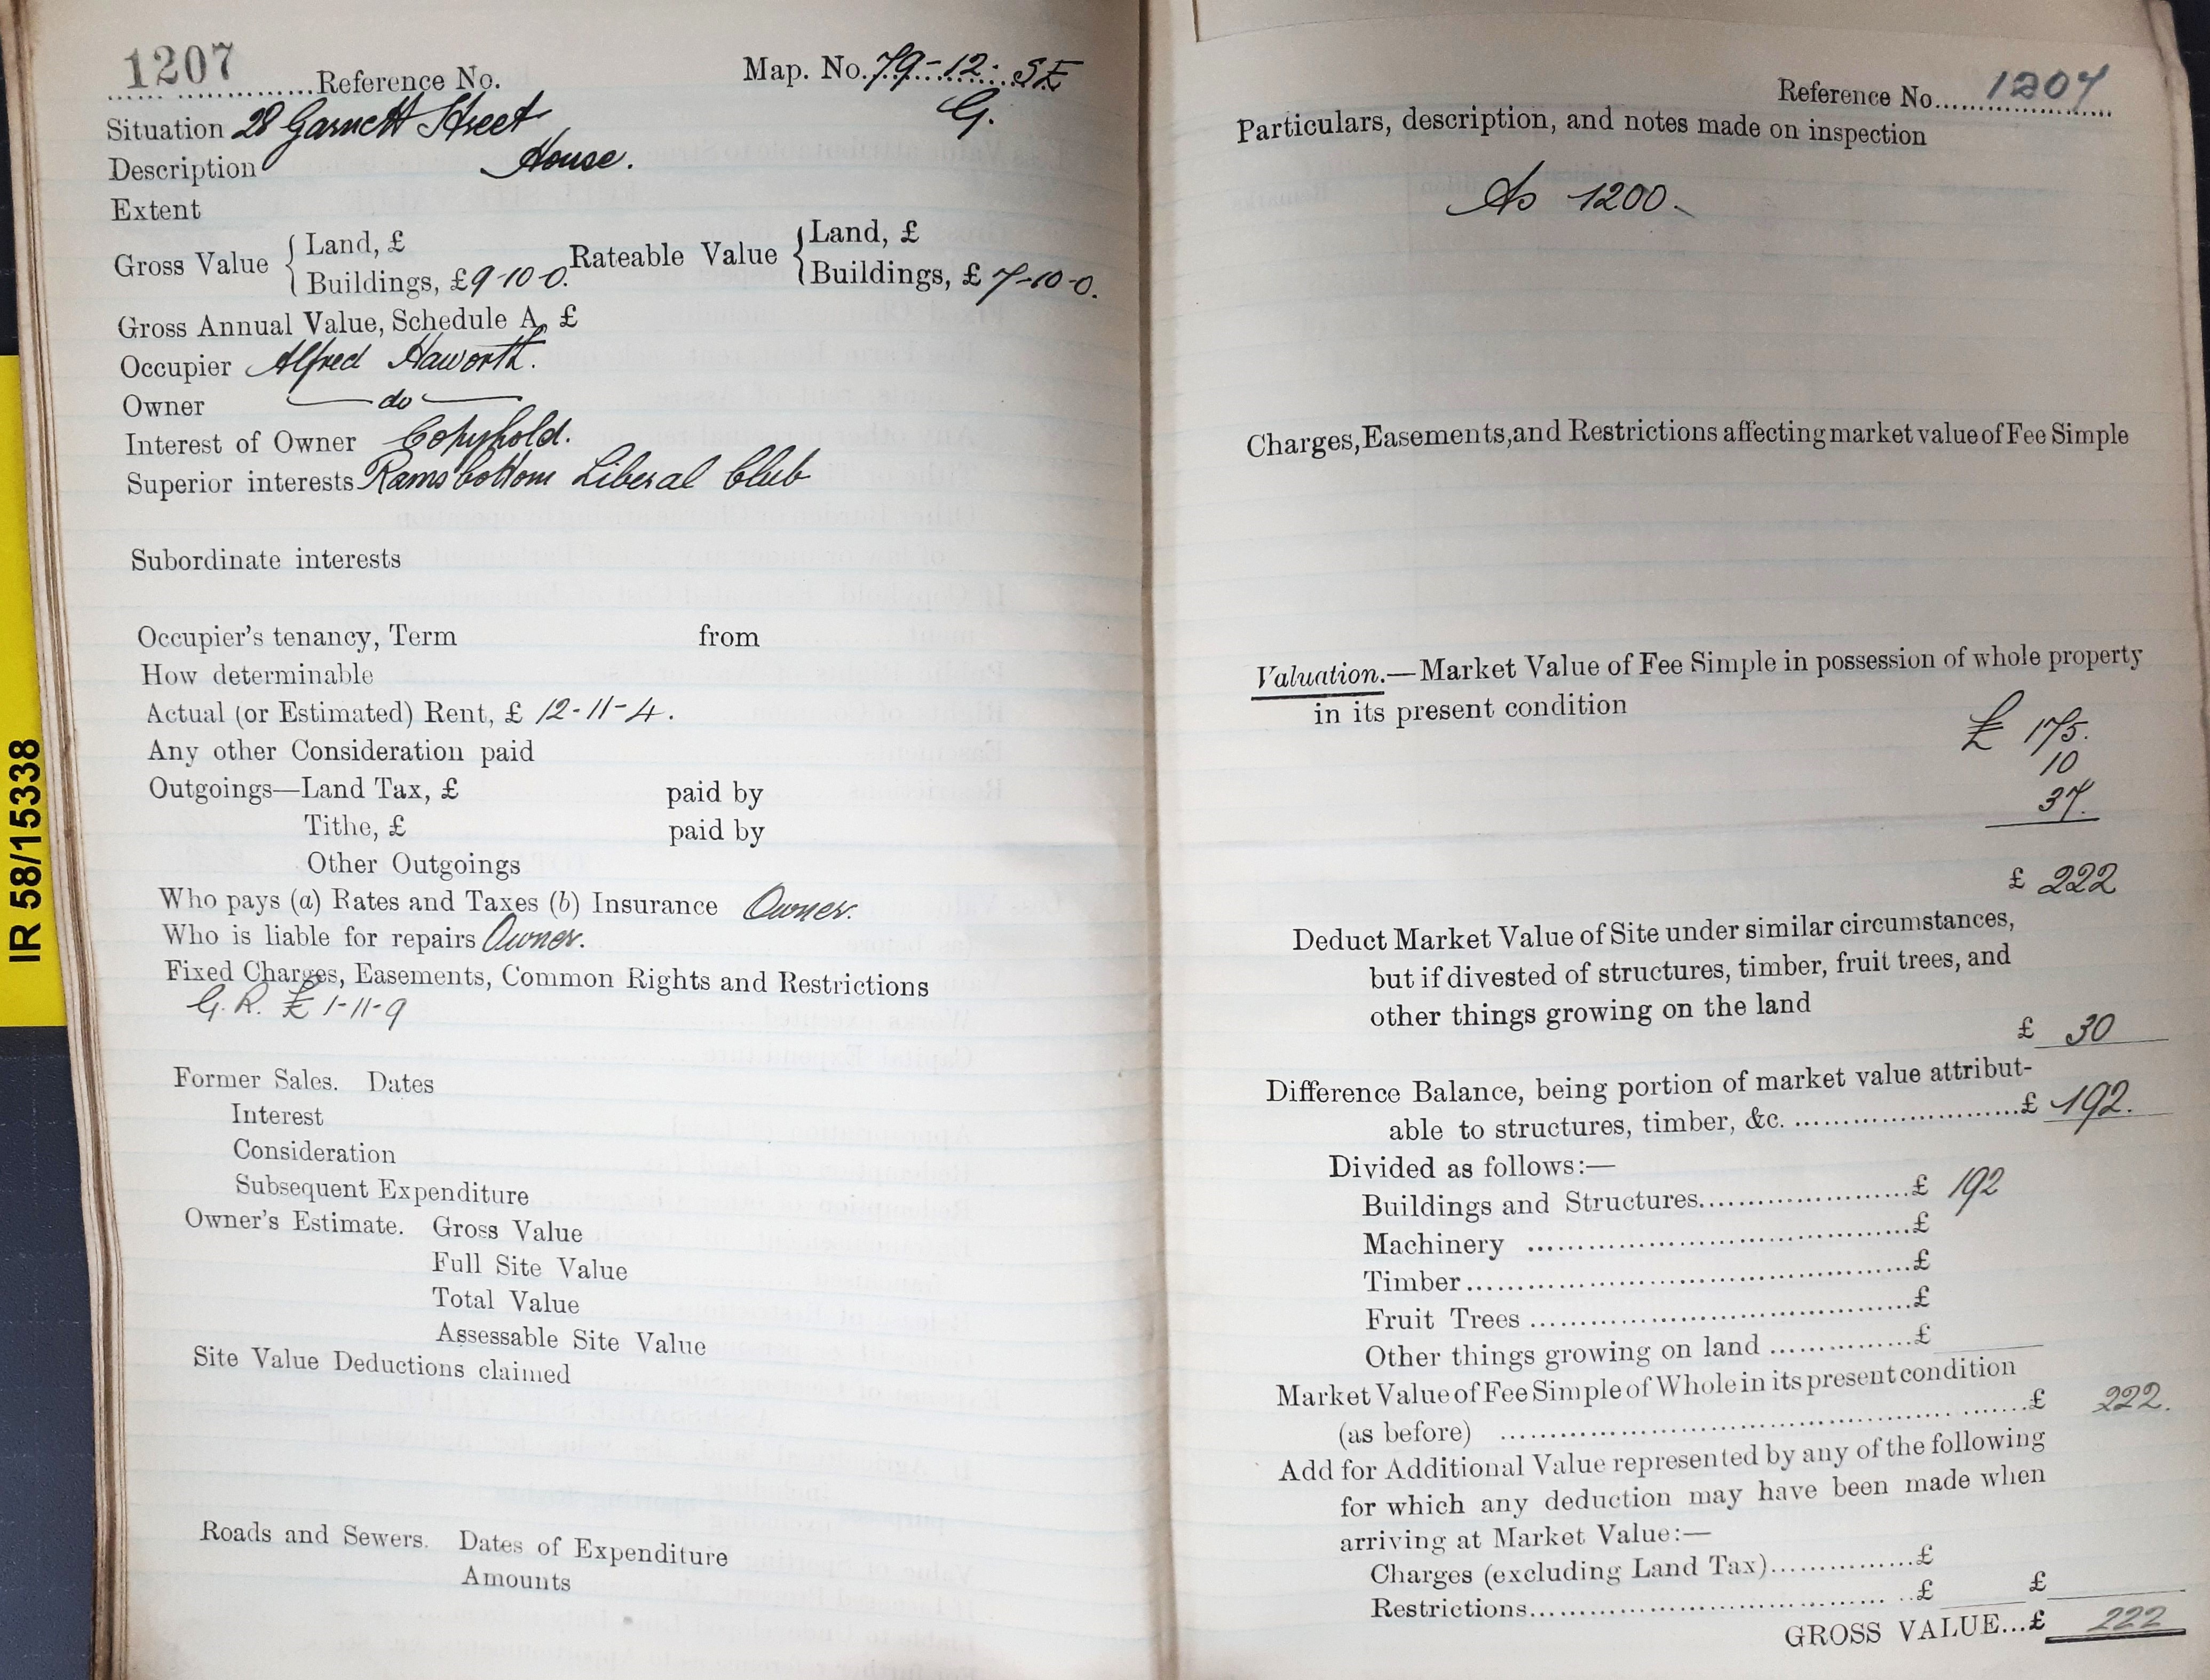 IR 58/15338
1207 Reference No. Map. No. 79-12. SE
G.
Situation 28 Garnett Street
Description House.
Extent
Gross Value { Land, £ Rateable Value { Land, £
Buildings, £ 9-10-0. Buildings, £ 7-10-0.
Gross Annual Value, Schedule A, £
Occupier Alfred Haworth.
Owner — do —
Interest of Owner Copyhold.
Superior interests Ramsbottom Liberal Club
Subordinate interests
Occupier's tenancy, Term from
How determinable
Actual (or Estimated) Rent, £ 12-11-4.
Any other Consideration paid
Outgoings—Land Tax, £ paid by
Tithe, £ paid by
Other Outgoings
Who pays (a) Rates and Taxes (b) Insurance Owner.
Who is liable for repairs Owner.
Fixed Charges, Easements, Common Rights and Restrictions
G. R. £ 1-11-9
Former Sales. Dates
Interest
Consideration
Subsequent Expenditure
Owner's Estimate. Gross Value
Full Site Value
Total Value
Assessable Site Value
Site Value Deductions claimed
Roads and Sewers. Dates of Expenditure
Amounts
Reference No. 1207
Particulars, description, and notes made on inspection
As 1200.
Charges, Easements, and Restrictions affecting market value of Fee Simple
Valuation.—Market Value of Fee Simple in possession of whole property
in its present condition
£ 175.
10
37.
£ 222
Deduct Market Value of Site under similar circumstances,
but if divested of structures, timber, fruit trees, and
other things growing on the land
£ 30
Difference Balance, being portion of market value attribut-
able to structures, timber, &c. £ 192.
Divided as follows:—
Buildings and Structures £ 192
Machinery £
Timber £
Fruit Trees £
Other things growing on land £
Market Value of Fee Simple of Whole in its present condition
(as before) £ 222.
Add for Additional Value represented by any of the following
for which any deduction may have been made when
arriving at Market Value:—
Charges (excluding Land Tax) £
Restrictions £ £
GROSS VALUE...£ 222